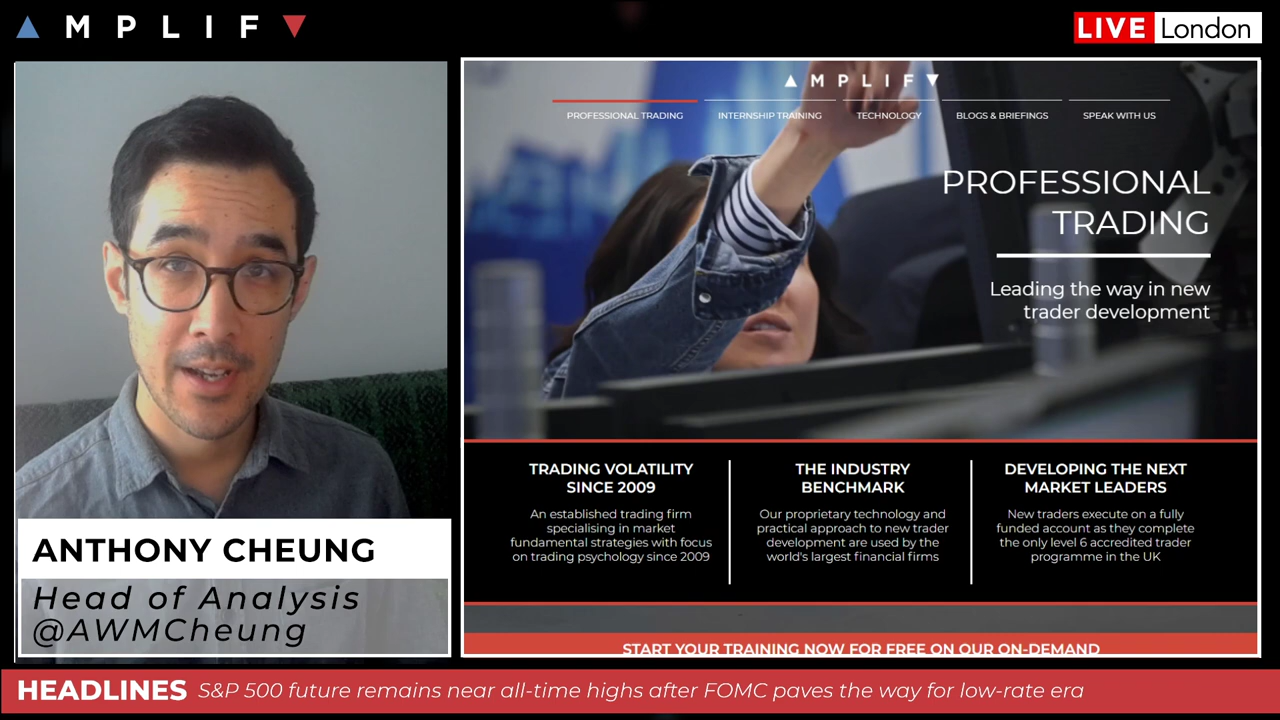 AMPLIFY
LIVE London
AMPLIFY
PROFESSIONAL TRADING
INTERNSHIP TRAINING
TECHNOLOGY
BLOGS & BRIEFINGS
SPEAK WITH US
PROFESSIONAL
TRADING
Leading the way in new
trader development
TRADING VOLATILITY
SINCE 2009
An established trading firm
specialising in market
fundamental strategies with focus
on trading psychology since 2009
THE INDUSTRY
BENCHMARK
Our proprietary technology and
practical approach to new trader
development are used by the
world's largest financial firms
DEVELOPING THE NEXT
MARKET LEADERS
New traders execute on a fully
funded account as they complete
the only level 6 accredited trader
programme in the UK
START YOUR TRAINING NOW FOR FREE ON OUR ON-DEMAND
ANTHONY CHEUNG
Head of Analysis
@AWMCheung
HEADLINES S&P 500 future remains near all-time highs after FOMC paves the way for low-rate era